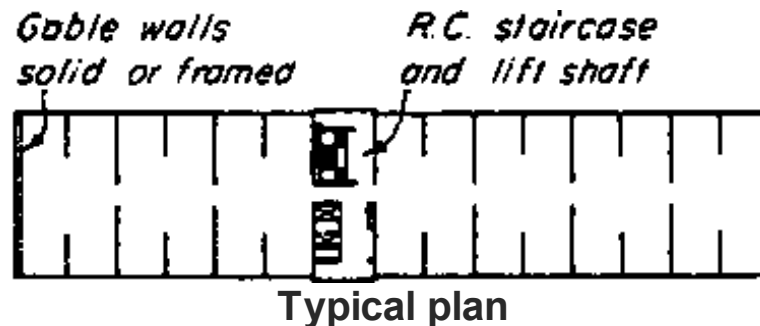 Gable walls
solid or framed
R.C. staircase
and lift shaft
Typical plan